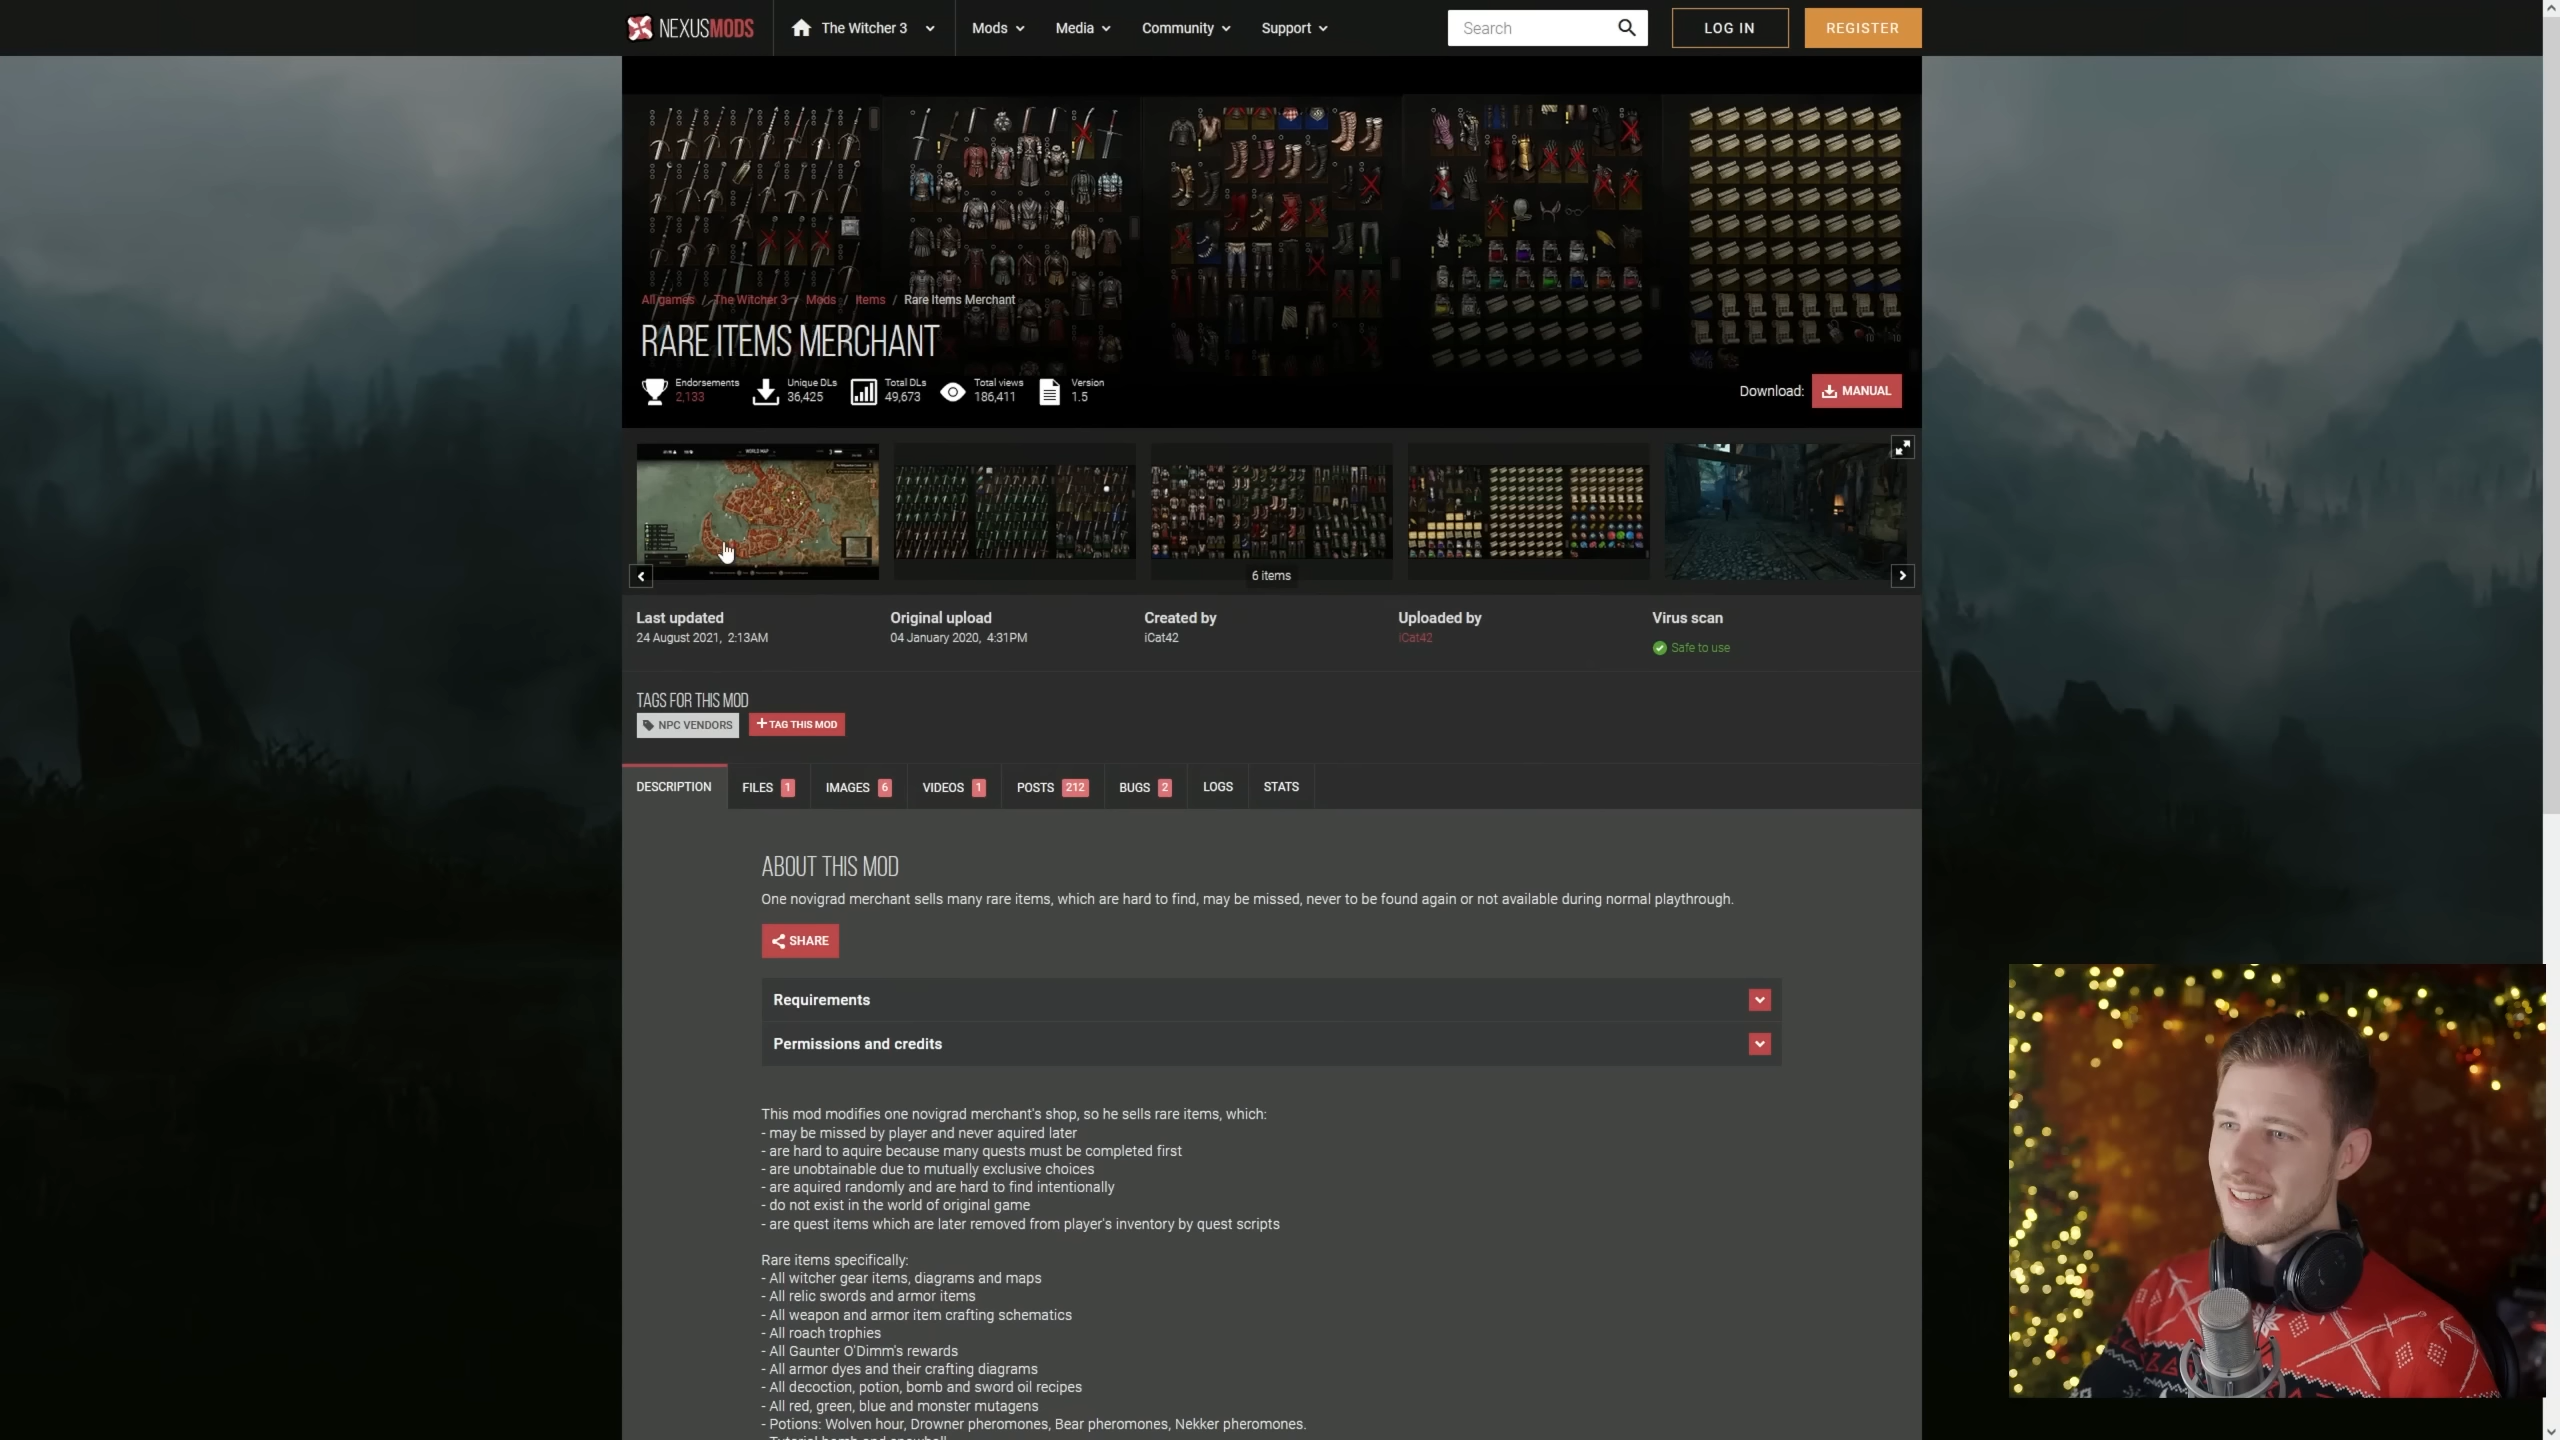 NEXUSMODS
The Witcher 3
Mods
Media
Community
Support
Search
LOG IN
REGISTER
All games / The Witcher 3 / Mods / Items / Rare Items Merchant
RARE ITEMS MERCHANT
Endorsements
2,133
Unique DLs
36,425
Total DLs
49,673
Total views
186,411
Version
1.5
Download:
MANUAL
WORLD MAP
6 items
Last updated
24 August 2021, 2:13AM
Original upload
04 January 2020, 4:31PM
Created by
iCat42
Uploaded by
iCat42
Virus scan
Safe to use
TAGS FOR THIS MOD
NPC VENDORS
+ TAG THIS MOD
DESCRIPTION
FILES 1
IMAGES 6
VIDEOS 1
POSTS 212
BUGS 2
LOGS
STATS
ABOUT THIS MOD
One novigrad merchant sells many rare items, which are hard to find, may be missed, never to be found again or not available during normal playthrough.
SHARE
Requirements
Permissions and credits
This mod modifies one novigrad merchant's shop, so he sells rare items, which:
- may be missed by player and never aquired later
- are hard to aquire because many quests must be completed first
- are unobtainable due to mutually exclusive choices
- are aquired randomly and are hard to find intentionally
- do not exist in the world of original game
- are quest items which are later removed from player's inventory by quest scripts
Rare items specifically:
- All witcher gear items, diagrams and maps
- All relic swords and armor items
- All weapon and armor item crafting schematics
- All roach trophies
- All Gaunter O'Dimm's rewards
- All armor dyes and their crafting diagrams
- All decoction, potion, bomb and sword oil recipes
- All red, green, blue and monster mutagens
- Potions: Wolven hour, Drowner pheromones, Bear pheromones, Nekker pheromones.